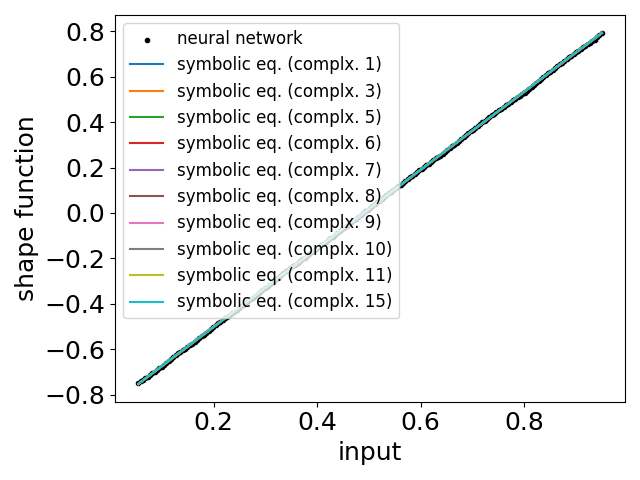 0.8
0.6
0.4
0.2
0.0
−0.2
−0.4
−0.6
−0.8
shape function
neural network
symbolic eq. (complx. 1)
symbolic eq. (complx. 3)
symbolic eq. (complx. 5)
symbolic eq. (complx. 6)
symbolic eq. (complx. 7)
symbolic eq. (complx. 8)
symbolic eq. (complx. 9)
symbolic eq. (complx. 10)
symbolic eq. (complx. 11)
symbolic eq. (complx. 15)
0.2 0.4 0.6 0.8
input